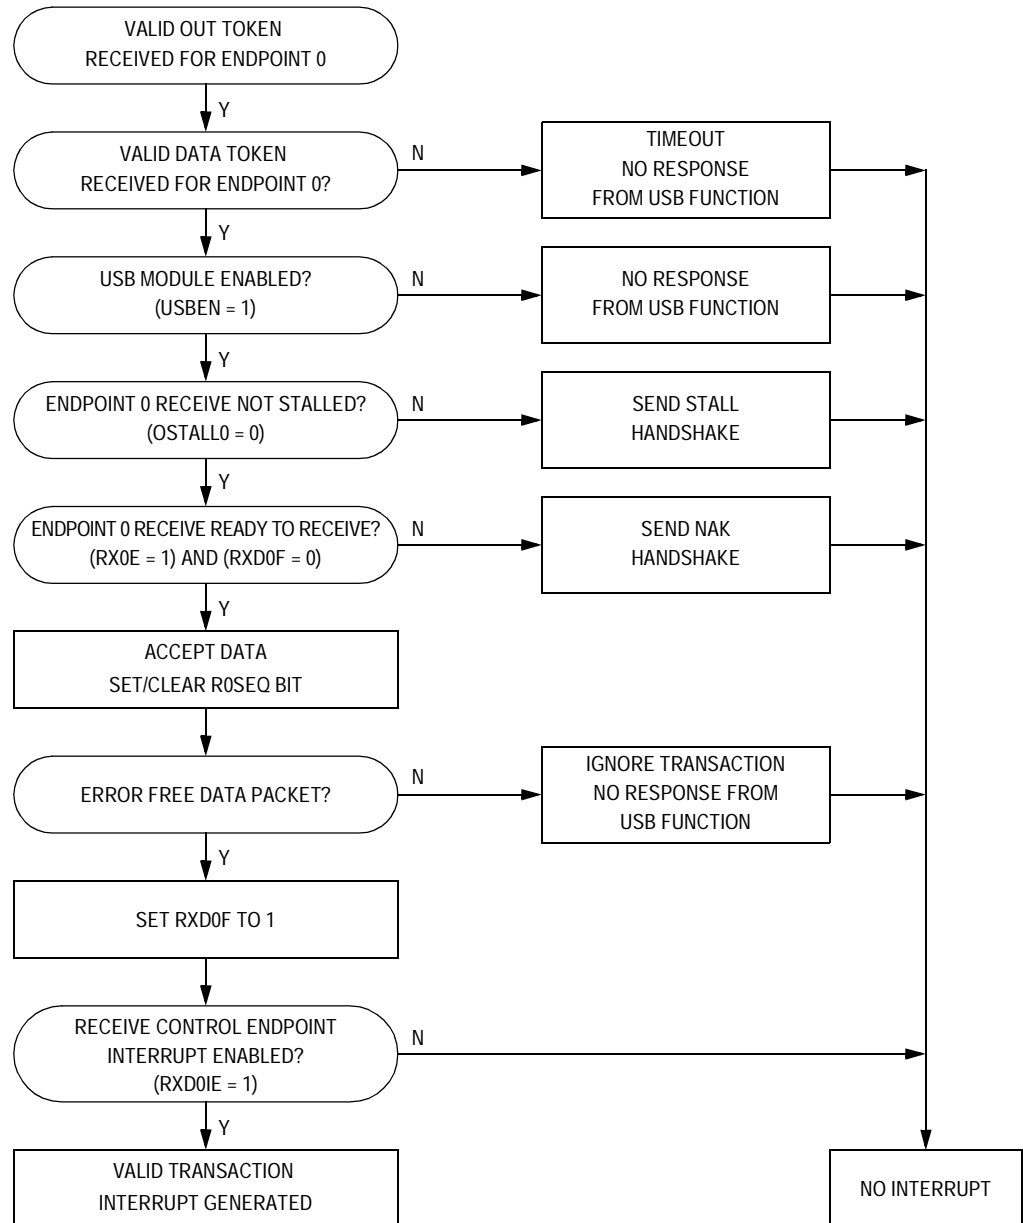 VALID OUT TOKEN
RECEIVED FOR ENDPOINT 0
Y
VALID DATA TOKEN
RECEIVED FOR ENDPOINT 0?
N
TIMEOUT
NO RESPONSE
FROM USB FUNCTION
Y
USB MODULE ENABLED?
(USBEN = 1)
N
NO RESPONSE
FROM USB FUNCTION
Y
ENDPOINT 0 RECEIVE NOT STALLED?
(OSTALL0 = 0)
N
SEND STALL
HANDSHAKE
Y
ENDPOINT 0 RECEIVE READY TO RECEIVE?
(RX0E = 1) AND (RXD0F = 0)
N
SEND NAK
HANDSHAKE
Y
ACCEPT DATA
SET/CLEAR R0SEQ BIT
ERROR FREE DATA PACKET?
N
IGNORE TRANSACTION
NO RESPONSE FROM
USB FUNCTION
Y
SET RXD0F TO 1
RECEIVE CONTROL ENDPOINT
INTERRUPT ENABLED?
(RXD0IE = 1)
N
Y
VALID TRANSACTION
INTERRUPT GENERATED
NO INTERRUPT